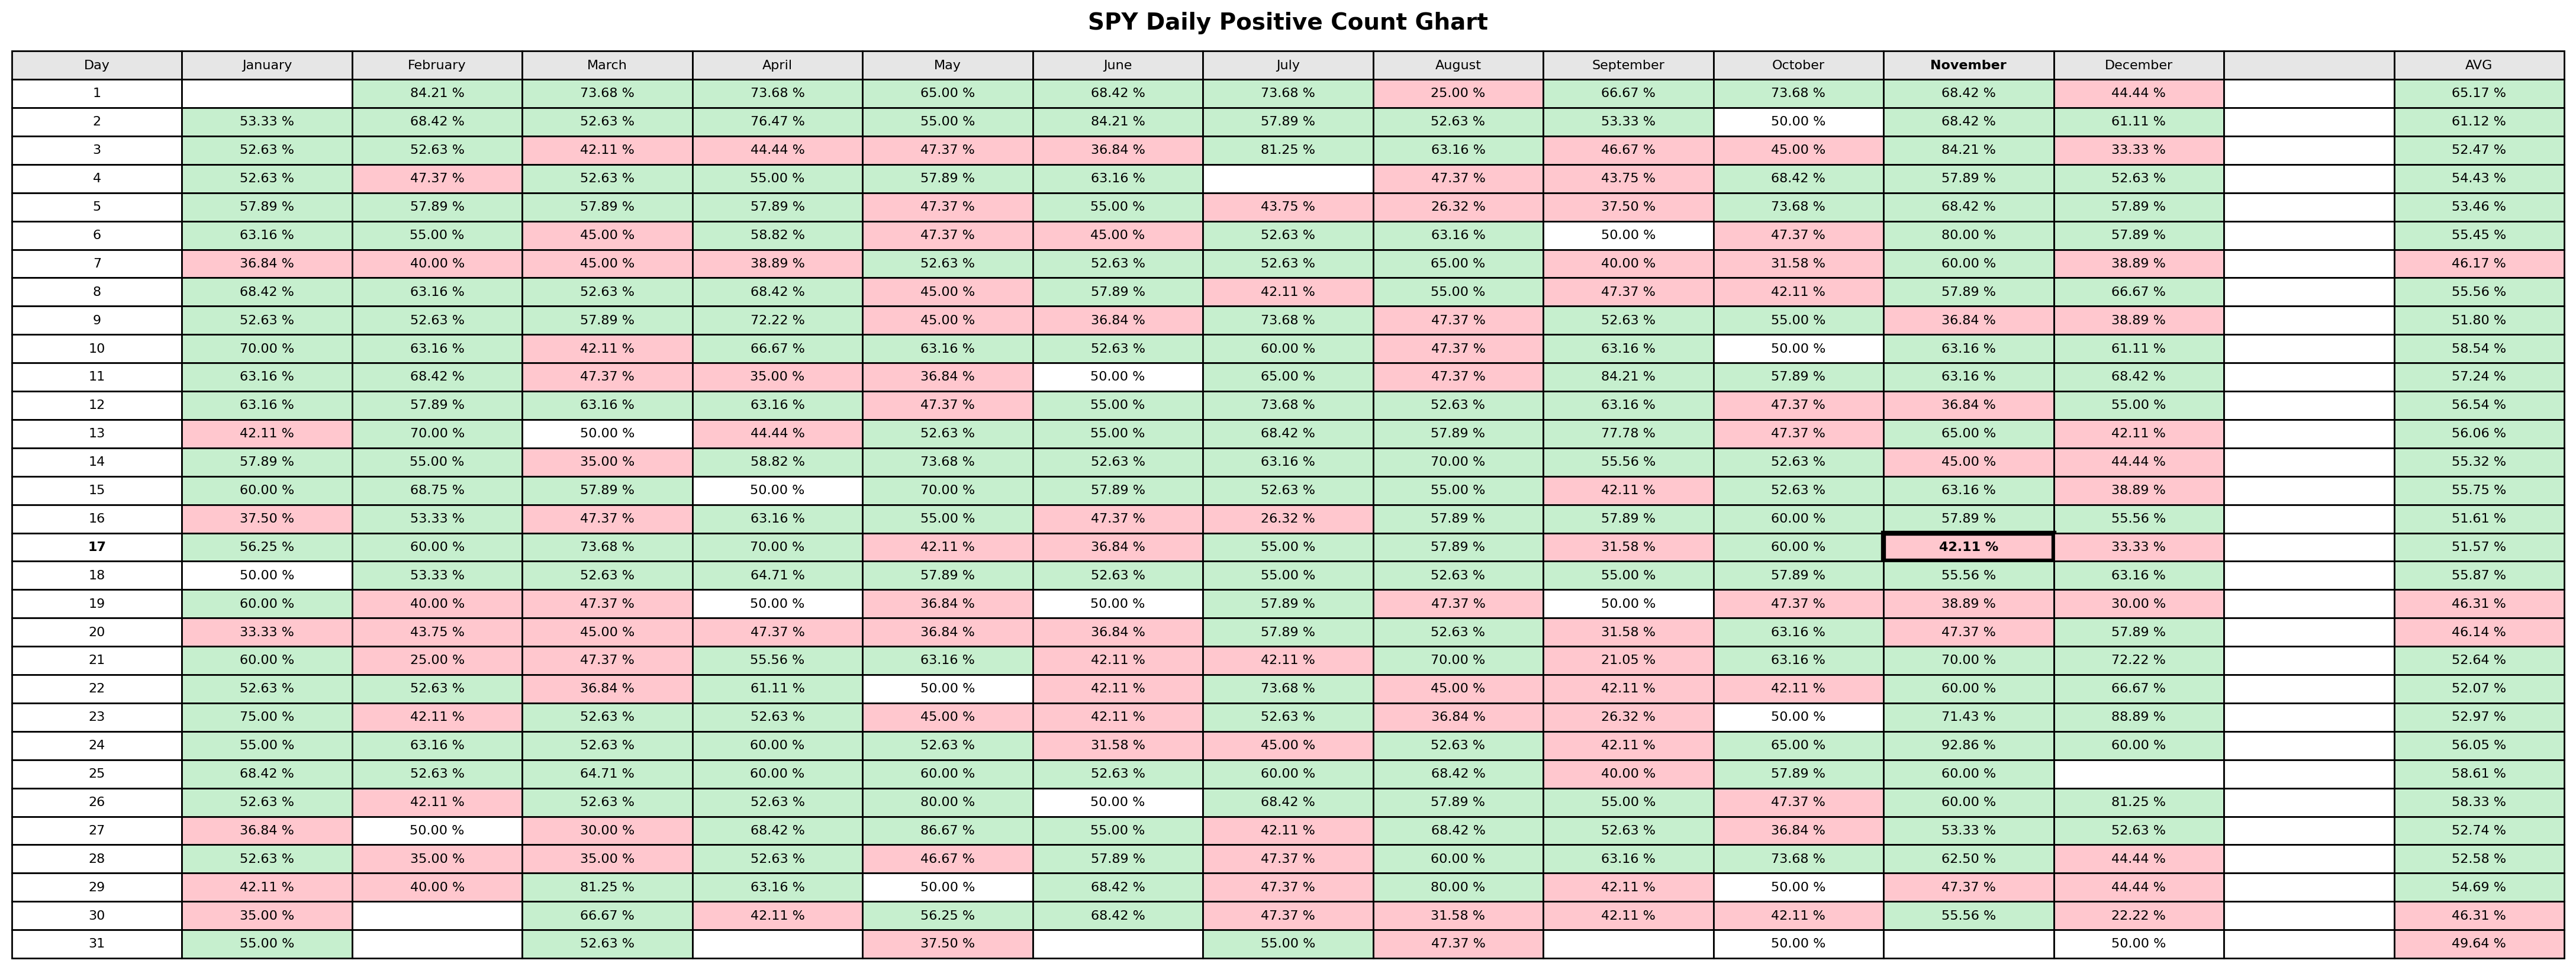 SPY Daily Positive Count Ghart
Day January February March April May June July August September October November December AVG
1 84.21 % 73.68 % 73.68 % 65.00 % 68.42 % 73.68 % 25.00 % 66.67 % 73.68 % 68.42 % 44.44 % 65.17 %
2 53.33 % 68.42 % 52.63 % 76.47 % 55.00 % 84.21 % 57.89 % 52.63 % 53.33 % 50.00 % 68.42 % 61.11 % 61.12 %
3 52.63 % 52.63 % 42.11 % 44.44 % 47.37 % 36.84 % 81.25 % 63.16 % 46.67 % 45.00 % 84.21 % 33.33 % 52.47 %
4 52.63 % 47.37 % 52.63 % 55.00 % 57.89 % 63.16 % 47.37 % 43.75 % 68.42 % 57.89 % 52.63 % 54.43 %
5 57.89 % 57.89 % 57.89 % 57.89 % 47.37 % 55.00 % 43.75 % 26.32 % 37.50 % 73.68 % 68.42 % 57.89 % 53.46 %
6 63.16 % 55.00 % 45.00 % 58.82 % 47.37 % 45.00 % 52.63 % 63.16 % 50.00 % 47.37 % 80.00 % 57.89 % 55.45 %
7 36.84 % 40.00 % 45.00 % 38.89 % 52.63 % 52.63 % 52.63 % 65.00 % 40.00 % 31.58 % 60.00 % 38.89 % 46.17 %
8 68.42 % 63.16 % 52.63 % 68.42 % 45.00 % 57.89 % 42.11 % 55.00 % 47.37 % 42.11 % 57.89 % 66.67 % 55.56 %
9 52.63 % 52.63 % 57.89 % 72.22 % 45.00 % 36.84 % 73.68 % 47.37 % 52.63 % 55.00 % 36.84 % 38.89 % 51.80 %
10 70.00 % 63.16 % 42.11 % 66.67 % 63.16 % 52.63 % 60.00 % 47.37 % 63.16 % 50.00 % 63.16 % 61.11 % 58.54 %
11 63.16 % 68.42 % 47.37 % 35.00 % 36.84 % 50.00 % 65.00 % 47.37 % 84.21 % 57.89 % 63.16 % 68.42 % 57.24 %
12 63.16 % 57.89 % 63.16 % 63.16 % 47.37 % 55.00 % 73.68 % 52.63 % 63.16 % 47.37 % 36.84 % 55.00 % 56.54 %
13 42.11 % 70.00 % 50.00 % 44.44 % 52.63 % 55.00 % 68.42 % 57.89 % 77.78 % 47.37 % 65.00 % 42.11 % 56.06 %
14 57.89 % 55.00 % 35.00 % 58.82 % 73.68 % 52.63 % 63.16 % 70.00 % 55.56 % 52.63 % 45.00 % 44.44 % 55.32 %
15 60.00 % 68.75 % 57.89 % 50.00 % 70.00 % 57.89 % 52.63 % 55.00 % 42.11 % 52.63 % 63.16 % 38.89 % 55.75 %
16 37.50 % 53.33 % 47.37 % 63.16 % 55.00 % 47.37 % 26.32 % 57.89 % 57.89 % 60.00 % 57.89 % 55.56 % 51.61 %
17 56.25 % 60.00 % 73.68 % 70.00 % 42.11 % 36.84 % 55.00 % 57.89 % 31.58 % 60.00 % 42.11 % 33.33 % 51.57 %
18 50.00 % 53.33 % 52.63 % 64.71 % 57.89 % 52.63 % 55.00 % 52.63 % 55.00 % 57.89 % 55.56 % 63.16 % 55.87 %
19 60.00 % 40.00 % 47.37 % 50.00 % 36.84 % 50.00 % 57.89 % 47.37 % 50.00 % 47.37 % 38.89 % 30.00 % 46.31 %
20 33.33 % 43.75 % 45.00 % 47.37 % 36.84 % 36.84 % 57.89 % 52.63 % 31.58 % 63.16 % 47.37 % 57.89 % 46.14 %
21 60.00 % 25.00 % 47.37 % 55.56 % 63.16 % 42.11 % 42.11 % 70.00 % 21.05 % 63.16 % 70.00 % 72.22 % 52.64 %
22 52.63 % 52.63 % 36.84 % 61.11 % 50.00 % 42.11 % 73.68 % 45.00 % 42.11 % 42.11 % 60.00 % 66.67 % 52.07 %
23 75.00 % 42.11 % 52.63 % 52.63 % 45.00 % 42.11 % 52.63 % 36.84 % 26.32 % 50.00 % 71.43 % 88.89 % 52.97 %
24 55.00 % 63.16 % 52.63 % 60.00 % 52.63 % 31.58 % 45.00 % 52.63 % 42.11 % 65.00 % 92.86 % 60.00 % 56.05 %
25 68.42 % 52.63 % 64.71 % 60.00 % 60.00 % 52.63 % 60.00 % 68.42 % 40.00 % 57.89 % 60.00 % 58.61 %
26 52.63 % 42.11 % 52.63 % 52.63 % 80.00 % 50.00 % 68.42 % 57.89 % 55.00 % 47.37 % 60.00 % 81.25 % 58.33 %
27 36.84 % 50.00 % 30.00 % 68.42 % 86.67 % 55.00 % 42.11 % 68.42 % 52.63 % 36.84 % 53.33 % 52.63 % 52.74 %
28 52.63 % 35.00 % 35.00 % 52.63 % 46.67 % 57.89 % 47.37 % 60.00 % 63.16 % 73.68 % 62.50 % 44.44 % 52.58 %
29 42.11 % 40.00 % 81.25 % 63.16 % 50.00 % 68.42 % 47.37 % 80.00 % 42.11 % 50.00 % 47.37 % 44.44 % 54.69 %
30 35.00 % 66.67 % 42.11 % 56.25 % 68.42 % 47.37 % 31.58 % 42.11 % 42.11 % 55.56 % 22.22 % 46.31 %
31 55.00 % 52.63 % 37.50 % 55.00 % 47.37 % 50.00 % 50.00 % 49.64 %